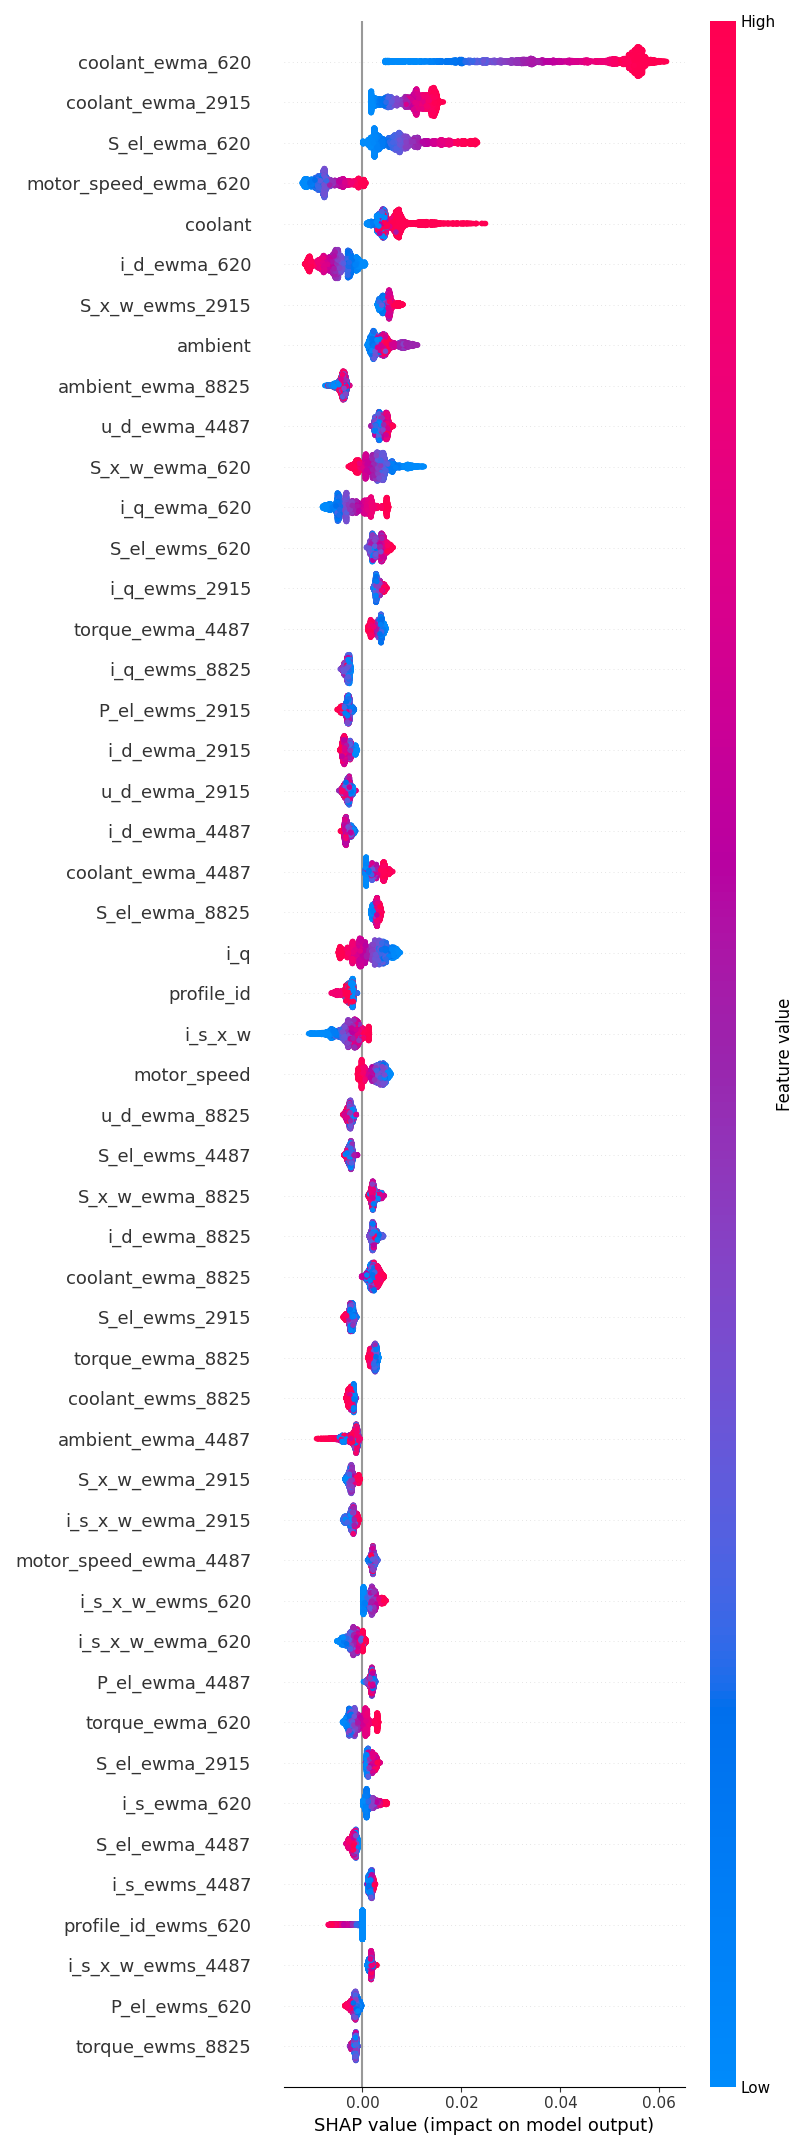 High
coolant_ewma_620
coolant_ewma_2915
S_el_ewma_620
motor_speed_ewma_620
coolant
i_d_ewma_620
S_x_w_ewms_2915
ambient
ambient_ewma_8825
u_d_ewma_4487
S_x_w_ewma_620
i_q_ewma_620
S_el_ewms_620
i_q_ewms_2915
torque_ewma_4487
i_q_ewms_8825
P_el_ewms_2915
i_d_ewma_2915
u_d_ewma_2915
i_d_ewma_4487
coolant_ewma_4487
S_el_ewma_8825
i_q
profile_id
i_s_x_w
motor_speed
u_d_ewma_8825
S_el_ewms_4487
S_x_w_ewma_8825
i_d_ewma_8825
coolant_ewma_8825
S_el_ewms_2915
torque_ewma_8825
coolant_ewms_8825
ambient_ewma_4487
S_x_w_ewma_2915
i_s_x_w_ewma_2915
motor_speed_ewma_4487
i_s_x_w_ewms_620
i_s_x_w_ewma_620
P_el_ewma_4487
torque_ewma_620
S_el_ewma_2915
i_s_ewma_620
S_el_ewma_4487
i_s_ewms_4487
profile_id_ewms_620
i_s_x_w_ewms_4487
P_el_ewms_620
torque_ewms_8825
Low
Feature value
0.00 0.02 0.04 0.06
SHAP value (impact on model output)